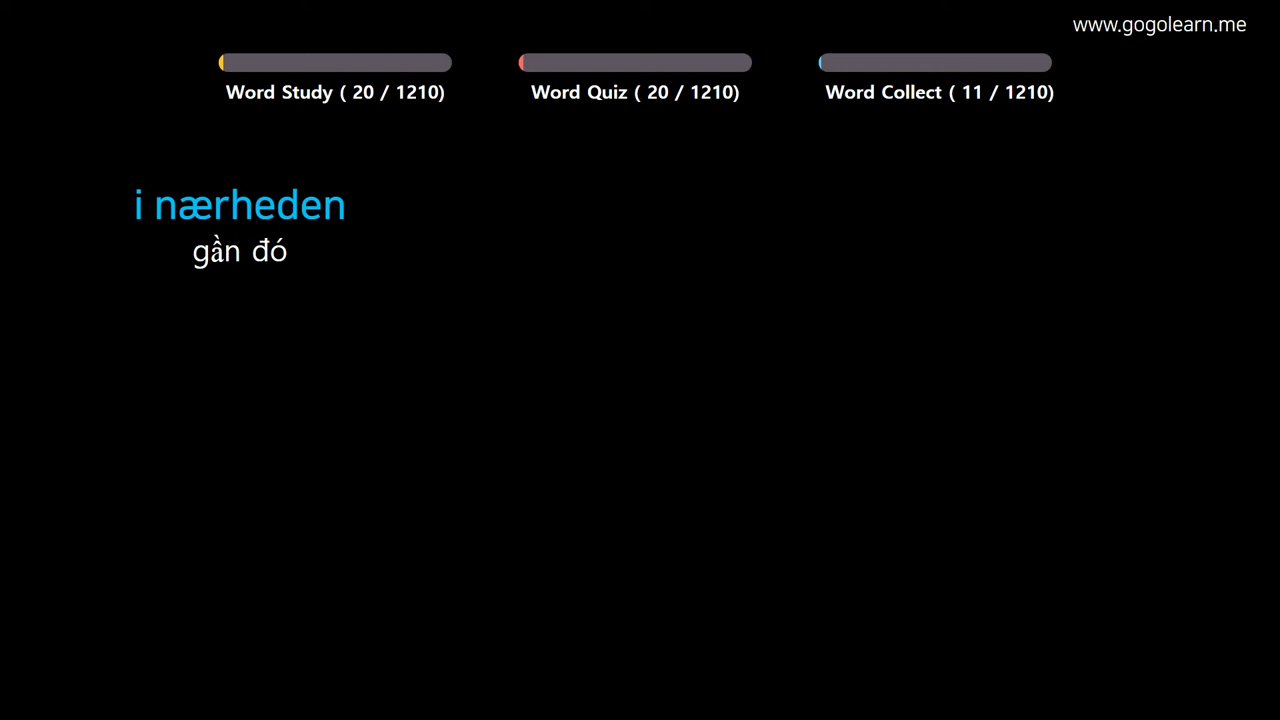 www.gogolearn.me
Word Study ( 20 / 1210)
Word Quiz ( 20 / 1210)
Word Collect ( 11 / 1210)
i nærheden
gần đó